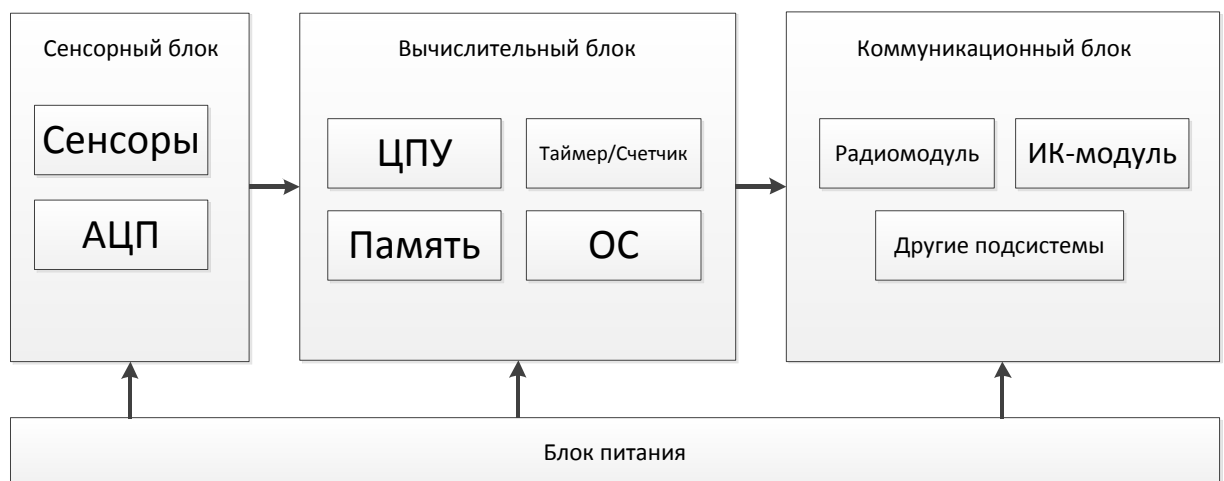 Сенсорный блок
Сенсоры
АЦП
Вычислительный блок
ЦПУ
Таймер/Счетчик
Память
ОС
Коммуникационный блок
Радиомодуль
ИК-модуль
Другие подсистемы
Блок питания